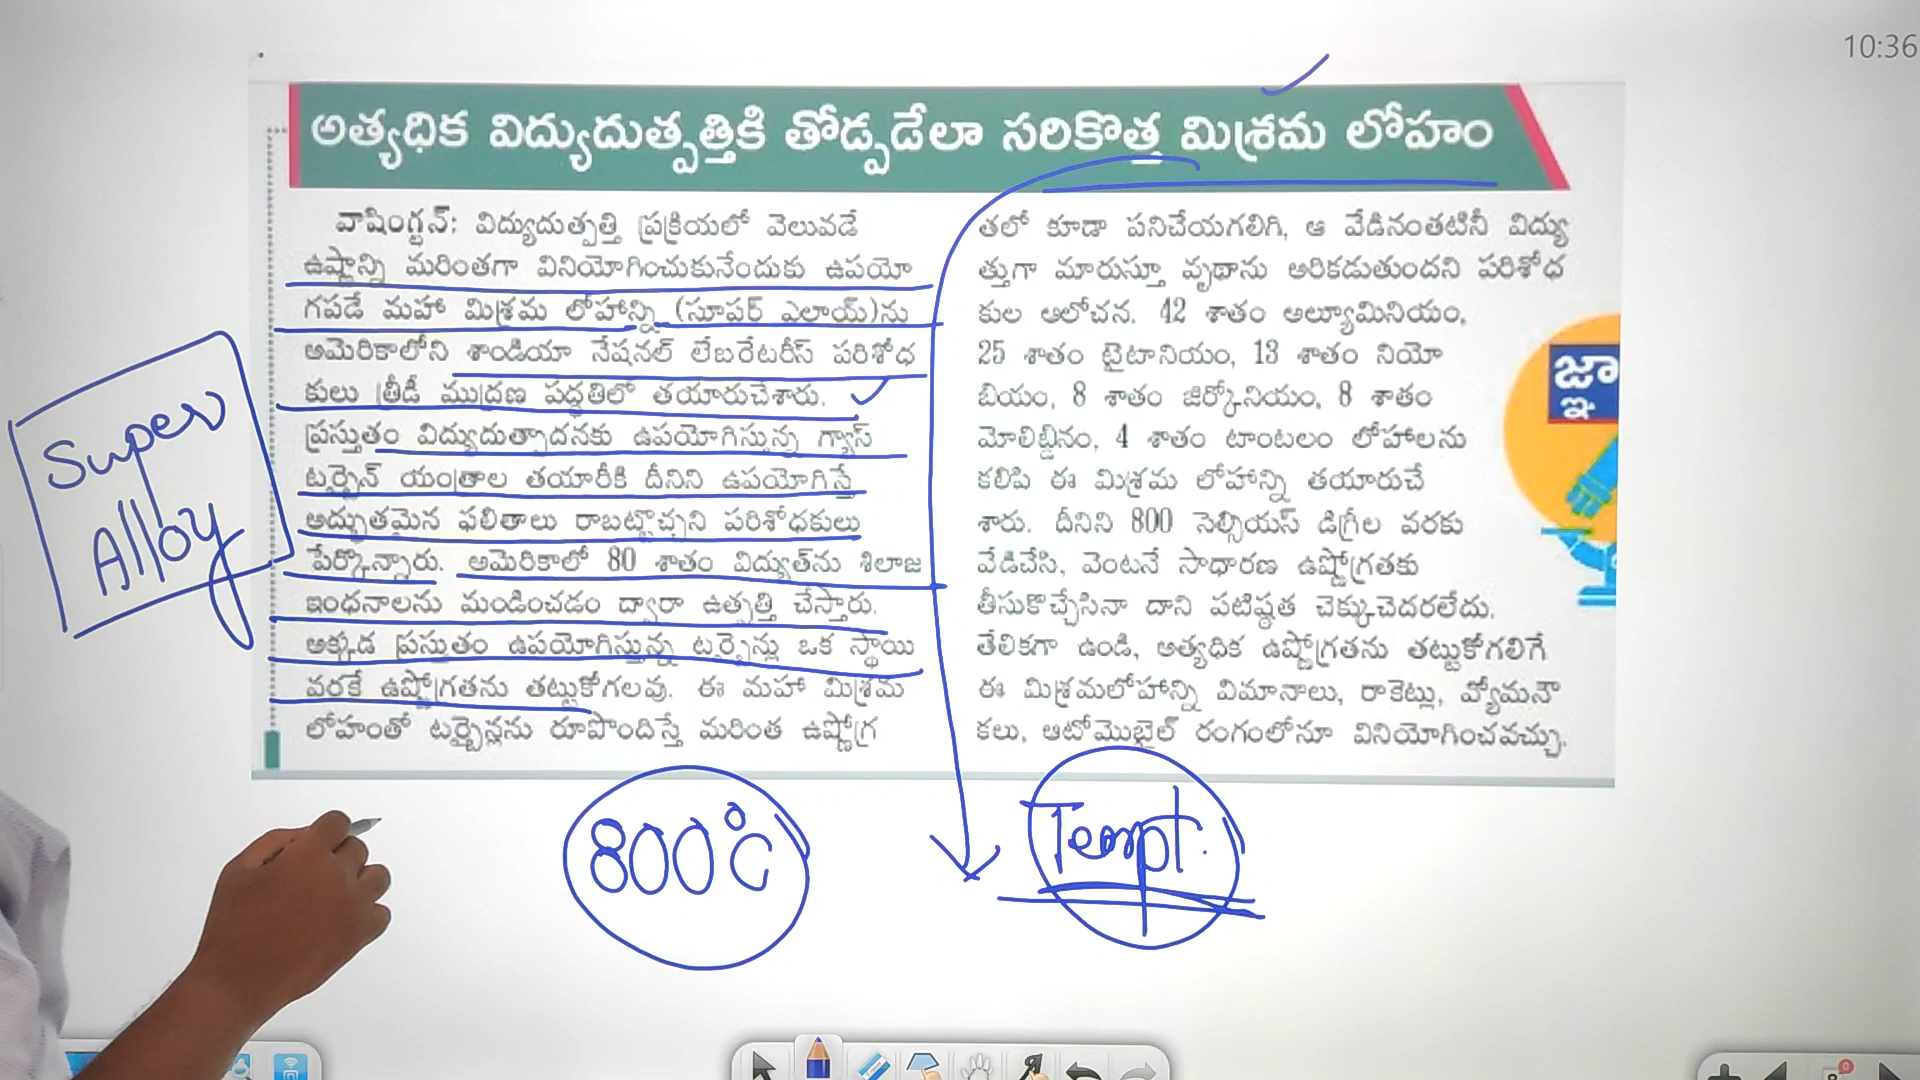 10:36
అత్యధిక విద్యుదుత్పత్తికి తోడ్పడేలా సరికొత్త మిశ్రమ లోహం
వాషింగ్టన్: విద్యుదుత్పత్తి ప్రక్రియలో వెలువడే
ఉష్ణాన్ని మరింతగా వినియోగించుకునేందుకు ఉపయో
గపడే మహా మిశ్రమ లోహాన్ని (సూపర్ ఎలాయ్)ను
అమెరికాలోని శాండియా నేషనల్ లేబరేటరీస్ పరిశోధ
కులు త్రీడీ ముద్రణ పద్ధతిలో తయారుచేశారు.
ప్రస్తుతం విద్యుదుత్పాదనకు ఉపయోగిస్తున్న గ్యాస్
టర్బైన్ యంత్రాల తయారీకి దీనిని ఉపయోగిస్తే
అద్భుతమైన ఫలితాలు రాబట్టొచ్చని పరిశోధకులు
పేర్కొన్నారు. అమెరికాలో 80 శాతం విద్యుత్‌ను శిలాజ
ఇంధనాలను మండించడం ద్వారా ఉత్పత్తి చేస్తారు.
అక్కడ ప్రస్తుతం ఉపయోగిస్తున్న టర్బైన్లు ఒక స్థాయి
వరకే ఉష్ణోగ్రతను తట్టుకోగలవు. ఈ మహా మిశ్రమ
లోహంతో టర్బైన్లను రూపొందిస్తే మరింత ఉష్ణోగ్ర
తలో కూడా పనిచేయగలిగి, ఆ వేడినంతటినీ విద్యు
త్తుగా మారుస్తూ వృథాను అరికడుతుందని పరిశోధ
కుల ఆలోచన. 42 శాతం అల్యూమినియం,
25 శాతం టైటానియం, 13 శాతం నియో
బియం, 8 శాతం జిర్కోనియం, 8 శాతం
మోలిబ్డినం, 4 శాతం టాంటలం లోహాలను
కలిపి ఈ మిశ్రమ లోహాన్ని తయారుచే
శారు. దీనిని 800 సెల్సియస్ డిగ్రీల వరకు
వేడిచేసి, వెంటనే సాధారణ ఉష్ణోగ్రతకు
తీసుకొచ్చేసినా దాని పటిష్ఠత చెక్కుచెదరలేదు.
తేలికగా ఉండి, అత్యధిక ఉష్ణోగ్రతను తట్టుకోగలిగే
ఈ మిశ్రమలోహాన్ని విమానాలు, రాకెట్లు, వ్యోమనౌ
కలు, ఆటోమొబైల్ రంగంలోనూ వినియోగించవచ్చు.
Super
Alloy
800°C
Tempt.